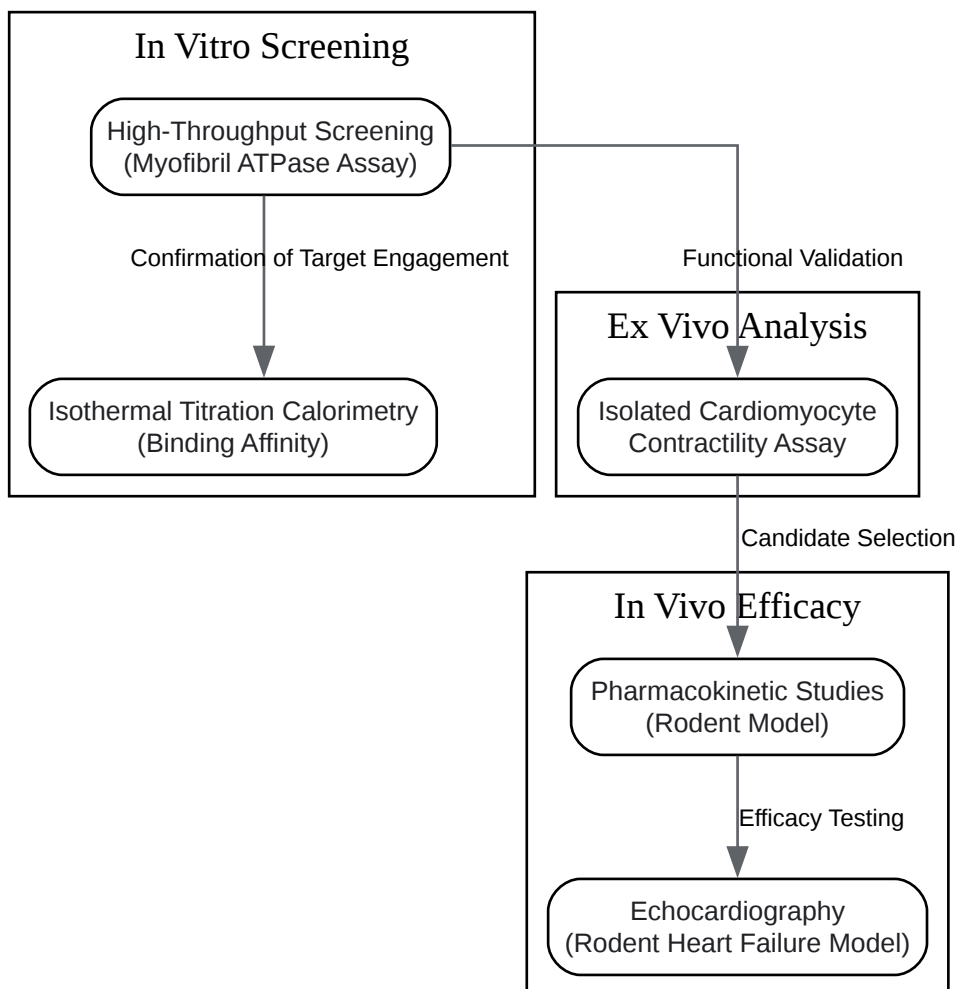 In Vitro Screening
High-Throughput Screening
(Myofibril ATPase Assay)
Confirmation of Target Engagement
Functional Validation
Ex Vivo Analysis
Isothermal Titration Calorimetry
(Binding Affinity)
Isolated Cardiomyocyte
Contractility Assay
Candidate Selection
In Vivo Efficacy
Pharmacokinetic Studies
(Rodent Model)
Efficacy Testing
Echocardiography
(Rodent Heart Failure Model)